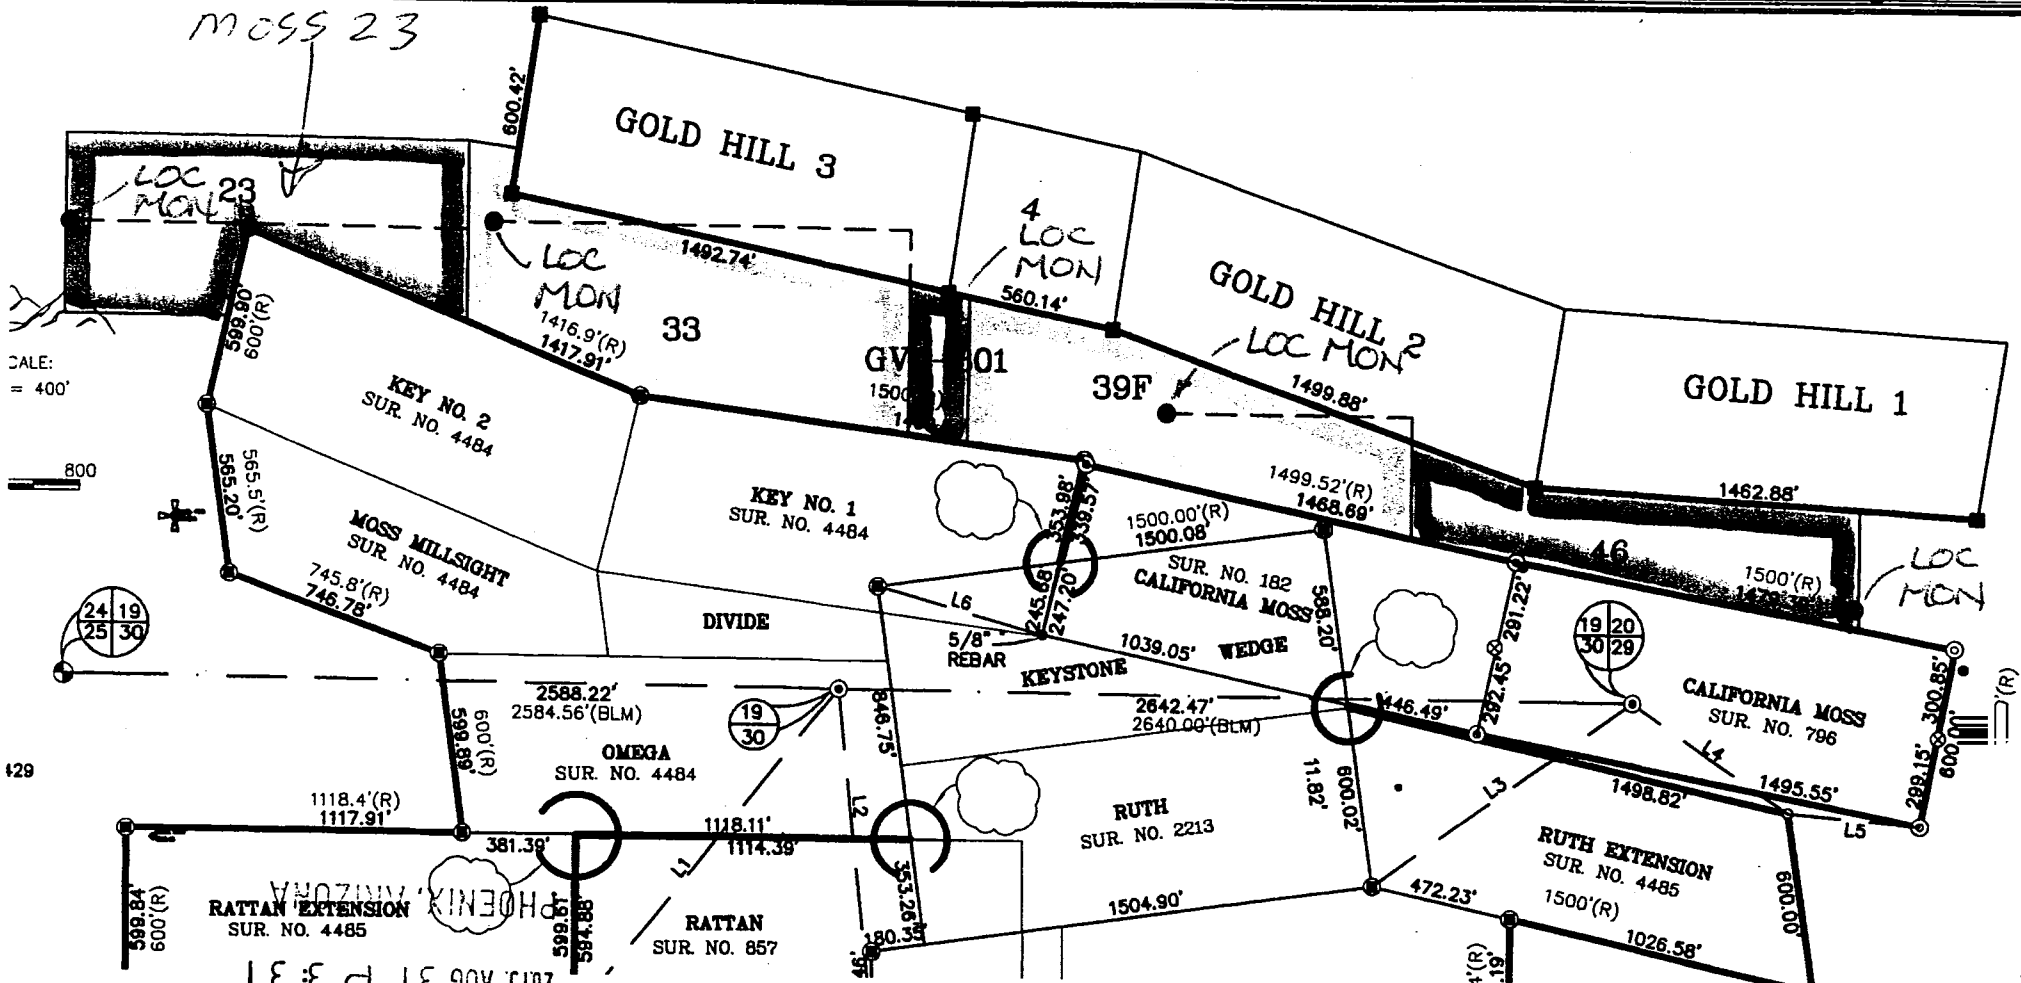 MOSS 23
600.42'
GOLD HILL 3
LOC
MON
23
4
LOC
MON
1492.74'
LOC
MON
560.14'
GOLD HILL 2
LOC MON
599.90'
600'(R)
1416.9'(R)
1417.91'
33
39F
1499.88'
GOLD HILL 1
CALE:
= 400'
KEY NO. 2
SUR. NO. 4484
800
565.20'
565.5'(R)
KEY NO. 1
SUR. NO. 4484
353.98'
339.57'
1499.52'(R)
1468.69'
1462.88'
1500.00'(R)
1500.08'
46
1500'(R)
LOC
MON
MOSS MILLSIGHT
SUR. NO. 4484
745.8'(R)
746.78'
SUR. NO. 182
CALIFORNIA MOSS
588.20'
291.22'
24 19
25 30
DIVIDE
L6
245.68'
247.20'
5/8"
REBAR
1039.05'
WEDGE
KEYSTONE
292.45'
19 20
30 29
300.85'
600.0'
'(R)
2588.22'
2584.56'(BLM)
19
30
846.75'
2642.47'
2640.00'(BLM)
446.49'
CALIFORNIA MOSS
SUR. NO. 796
599.89'
600'(R)
OMEGA
SUR. NO. 4484
L4
429
1118.4'(R)
1117.91'
L2
11.82'
600.02'
L3
1495.55'
1498.82'
299.15'
RUTH
SUR. NO. 2213
L5
381.39'
1118.11'
1114.39'
L1
RUTH EXTENSION
SUR. NO. 4485
PHOENIX, ARIZONA
599.84'
600'(R)
RATTAN EXTENSION
SUR. NO. 4485
599.61'
594.88'
RATTAN
SUR. NO. 857
353.26'
1504.90'
472.23'
1500'(R)
1026.58'
600.00'